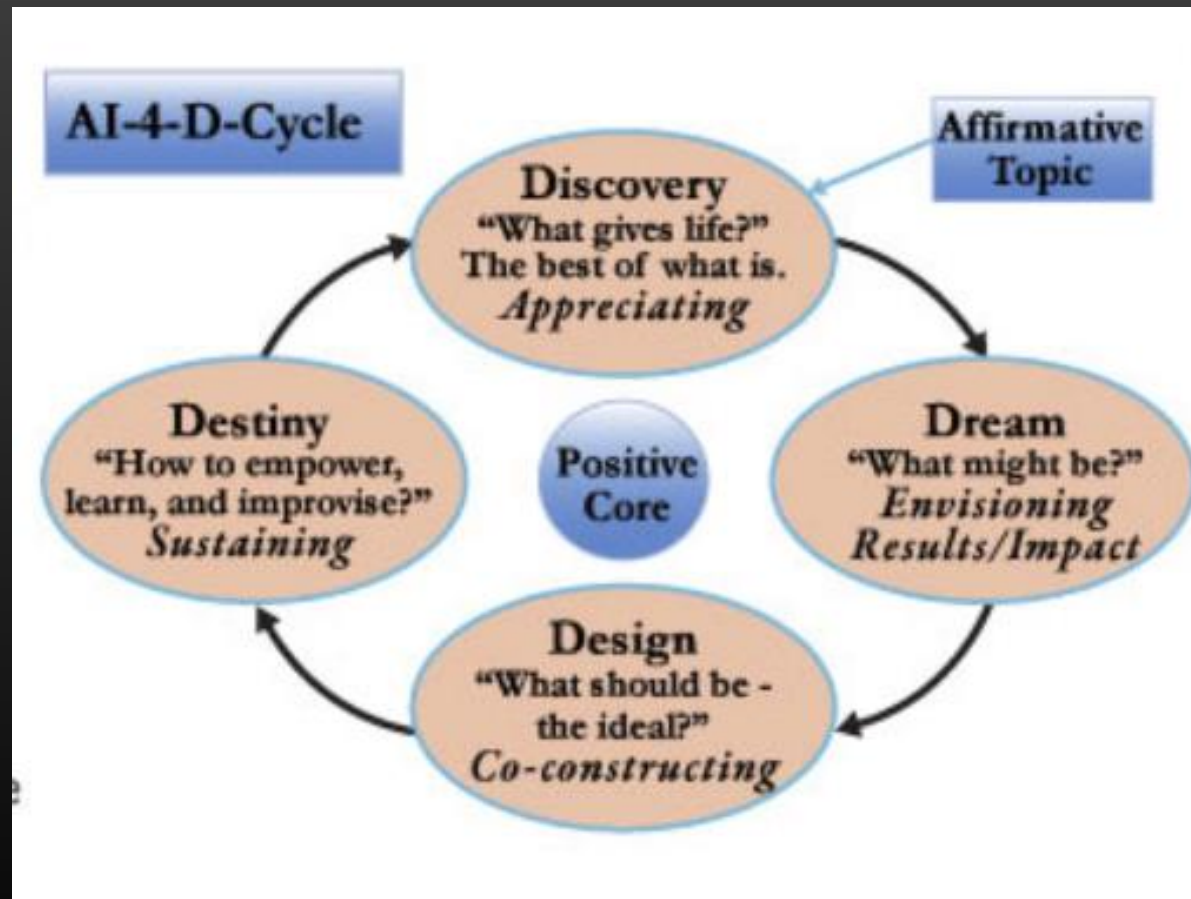 AI-4-D-Cycle
Affirmative
Topic
Discovery
“What gives life?”
The best of what is.
Appreciating
Dream
“What might be?”
Envisioning
Results/Impact
Design
“What should be -
the ideal?”
Co-constructing
Destiny
“How to empower,
learn, and improvise?”
Sustaining
Positive
Core